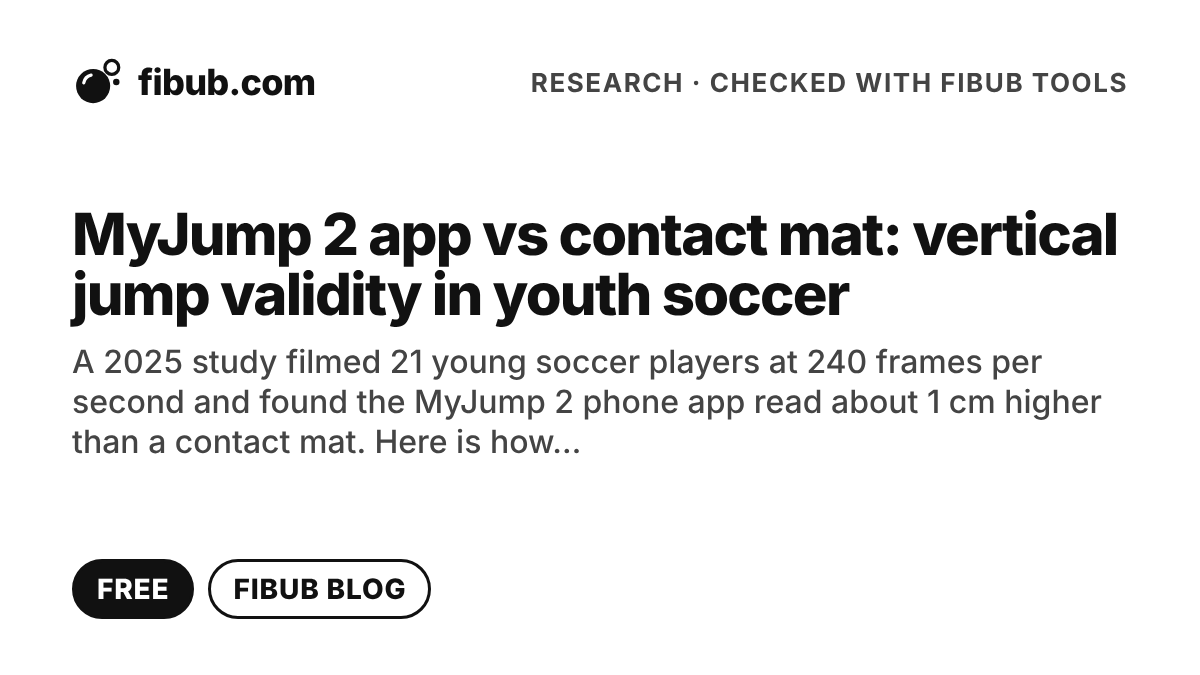 fibub.com
RESEARCH · CHECKED WITH FIBUB TOOLS
MyJump 2 app vs contact mat: vertical
jump validity in youth soccer
A 2025 study filmed 21 young soccer players at 240 frames per
second and found the MyJump 2 phone app read about 1 cm higher
than a contact mat. Here is how...
FREE
FIBUB BLOG